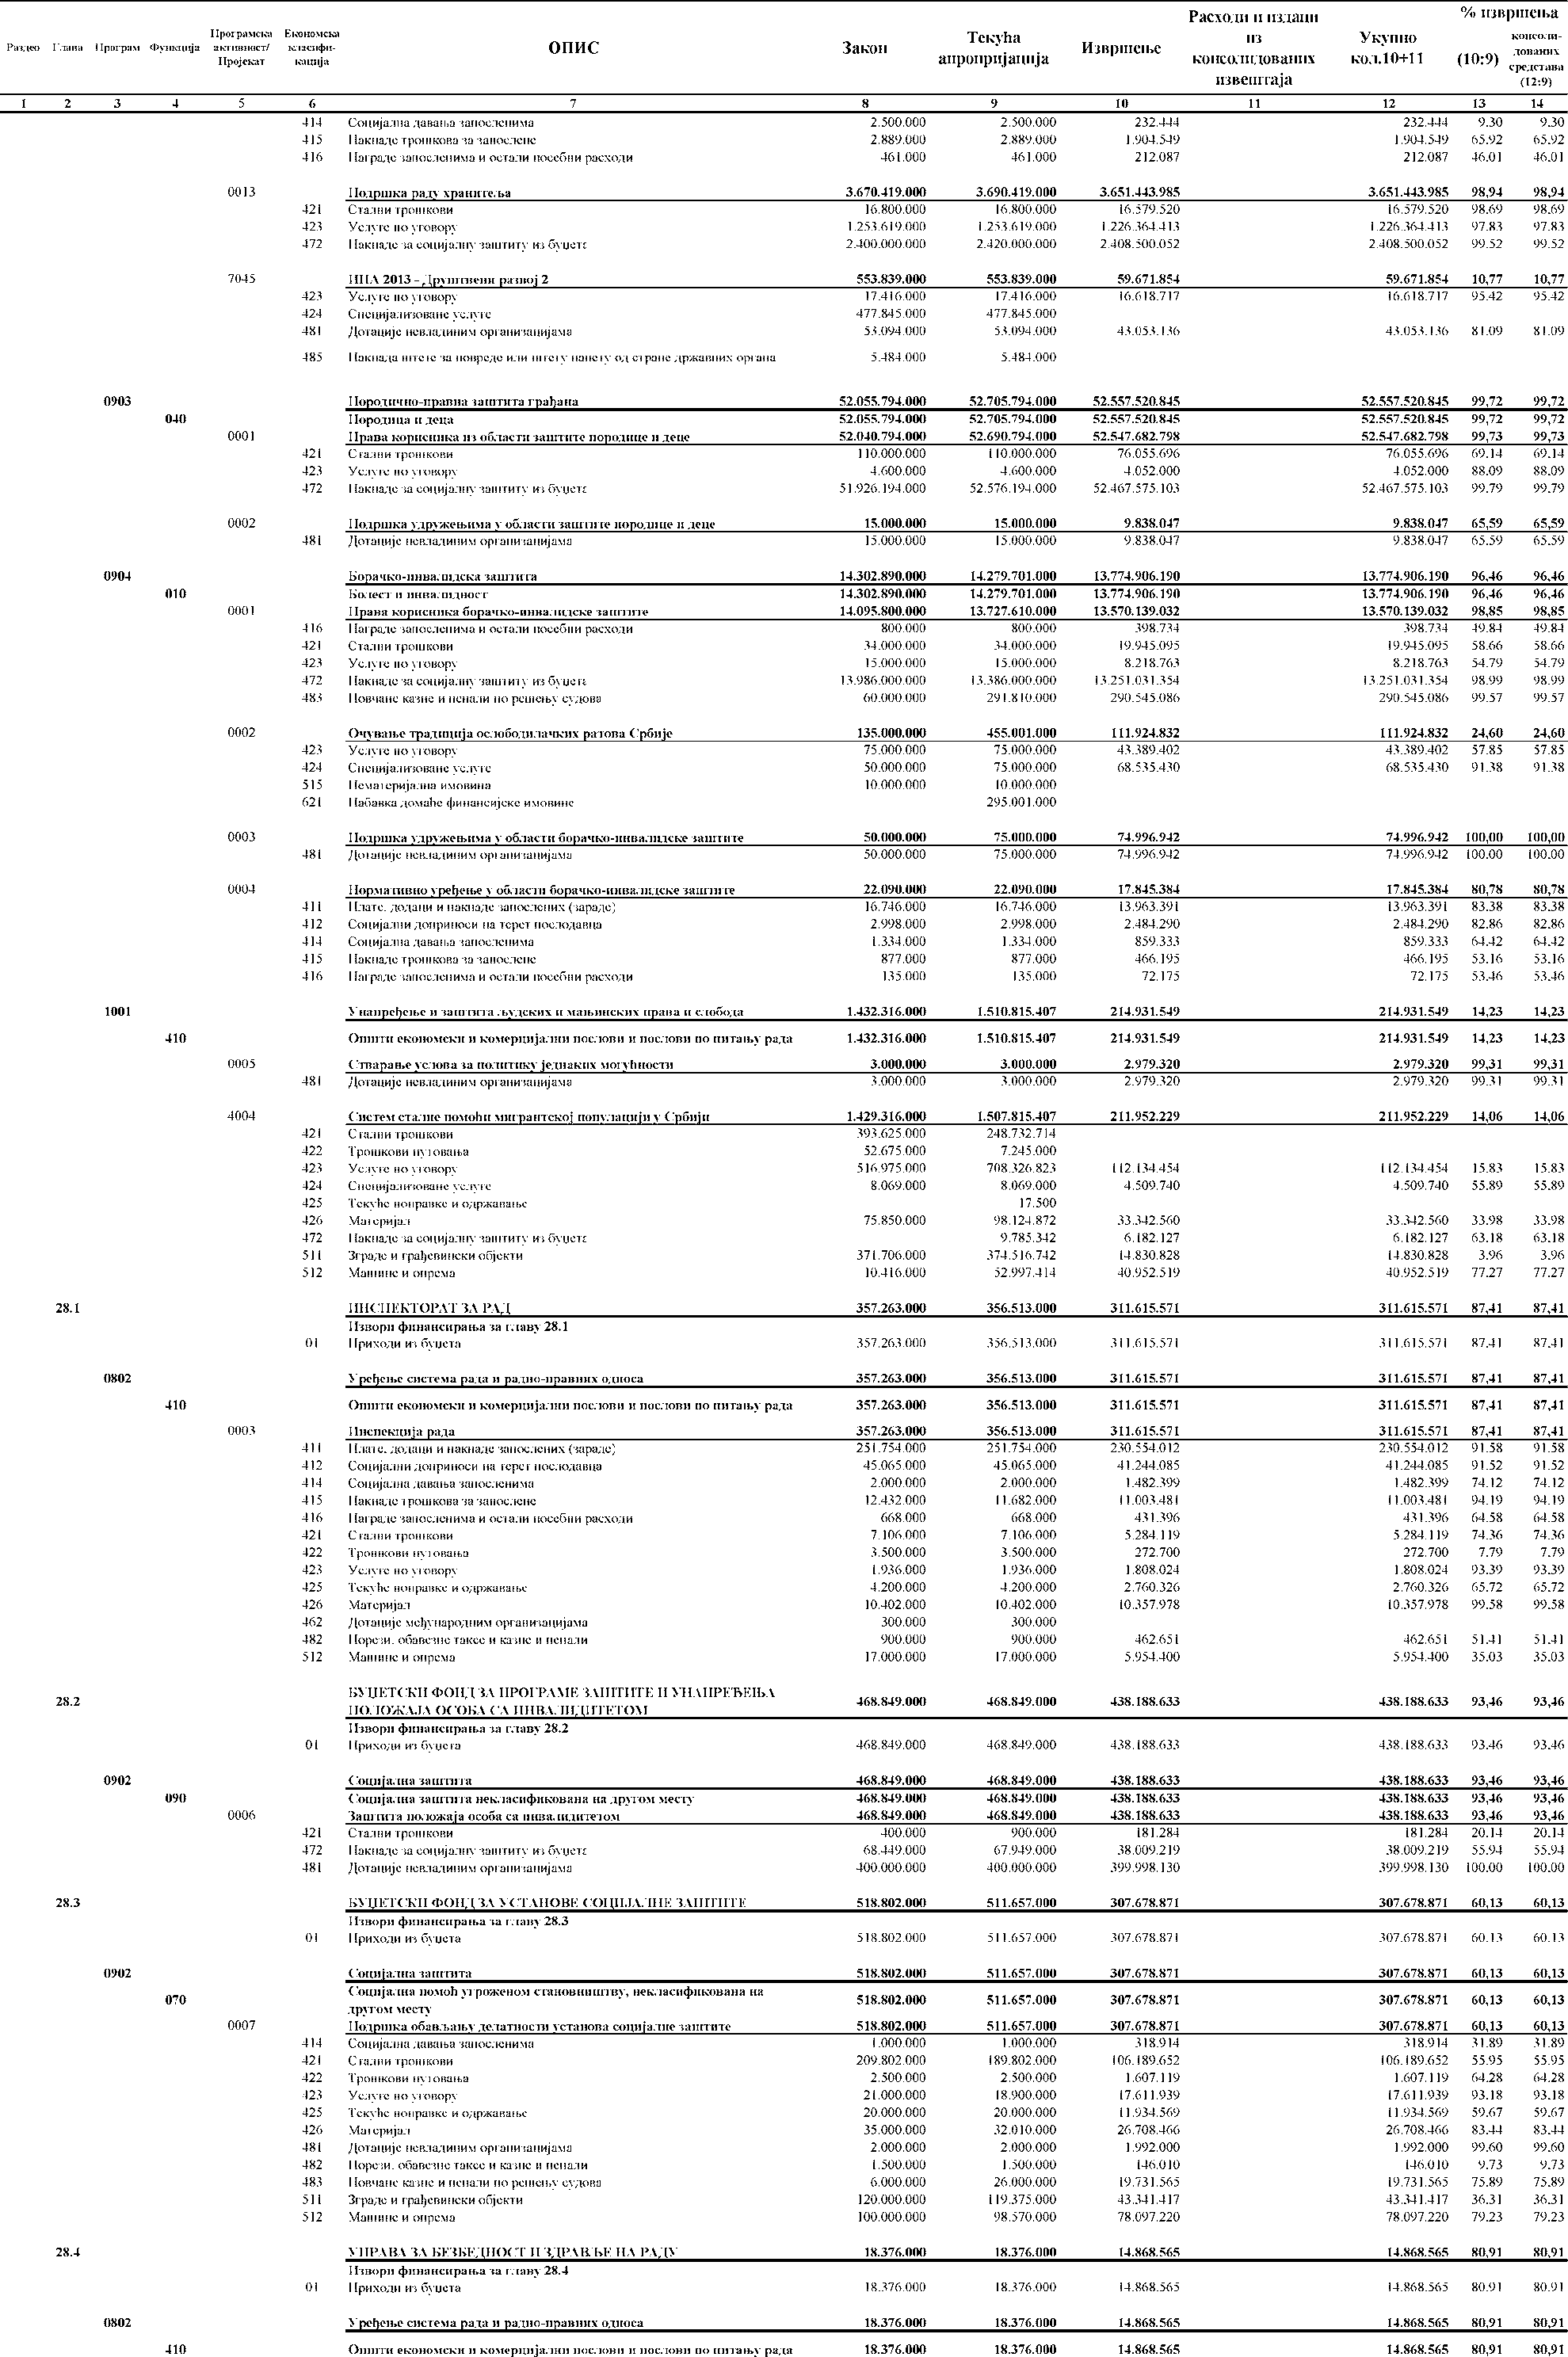 Раздео Глава Програм Функција Програмска активност/ Пројекат Економска класифи-кација ОПИС Закон Текућа апропријација Извршење Расходи и издаци из консолидованих извештаја Укупно кол.10+11 % извршења (10:9) консоли-дованих средстава (12:9)
1 2 3 4 5 6 7 8 9 10 11 12 13 14
414 Социјална давања запосленима 2.500.000 2.500.000 232.444 232.444 9,30 9,30
415 Накнаде трошкова за запослене 2.889.000 2.889.000 1.904.549 1.904.549 65,92 65,92
416 Награде запосленима и остали посебни расходи 461.000 461.000 212.087 212.087 46,01 46,01
0013 Подршка раду хранитеља 3.670.419.000 3.690.419.000 3.651.443.985 3.651.443.985 98,94 98,94
421 Стални трошкови 16.800.000 16.800.000 16.579.520 16.579.520 98,69 98,69
423 Услуге по уговору 1.253.619.000 1.253.619.000 1.226.364.413 1.226.364.413 97,83 97,83
472 Накнаде за социјалну заштиту из буџета 2.400.000.000 2.420.000.000 2.408.500.052 2.408.500.052 99,52 99,52
7045 ИПА 2013 - Друштвени развој 2 553.839.000 553.839.000 59.671.854 59.671.854 10,77 10,77
423 Услуге по уговору 17.416.000 17.416.000 16.618.717 16.618.717 95,42 95,42
424 Специјализоване услуге 477.845.000 477.845.000
481 Дотације невладиним организацијама 53.094.000 53.094.000 43.053.136 43.053.136 81,09 81,09
485 Накнада штете за повреде или штету нанету од стране државних органа 5.484.000 5.484.000
0903 Породично-правна заштита грађана 52.055.794.000 52.705.794.000 52.557.520.845 52.557.520.845 99,72 99,72
040 Породица и деца 52.055.794.000 52.705.794.000 52.557.520.845 52.557.520.845 99,72 99,72
0001 Права корисника из области заштите породице и деце 52.040.794.000 52.690.794.000 52.547.682.798 52.547.682.798 99,73 99,73
421 Стални трошкови 110.000.000 110.000.000 76.055.696 76.055.696 69,14 69,14
423 Услуге по уговору 4.600.000 4.600.000 4.052.000 4.052.000 88,09 88,09
472 Накнаде за социјалну заштиту из буџета 51.926.194.000 52.576.194.000 52.467.575.103 52.467.575.103 99,79 99,79
0002 Подршка удружењима у области заштите породице и деце 15.000.000 15.000.000 9.838.047 9.838.047 65,59 65,59
481 Дотације невладиним организацијама 15.000.000 15.000.000 9.838.047 9.838.047 65,59 65,59
0904 Борачко-инвалидска заштита 14.302.890.000 14.279.701.000 13.774.906.190 13.774.906.190 96,46 96,46
010 Болест и инвалидност 14.302.890.000 14.279.701.000 13.774.906.190 13.774.906.190 96,46 96,46
0001 Права корисника борачко-инвалидске заштите 14.095.800.000 13.727.610.000 13.570.139.032 13.570.139.032 98,85 98,85
416 Награде запосленима и остали посебни расходи 800.000 800.000 398.734 398.734 49,84 49,84
421 Стални трошкови 34.000.000 34.000.000 19.945.095 19.945.095 58,66 58,66
423 Услуге по уговору 15.000.000 15.000.000 8.218.763 8.218.763 54,79 54,79
472 Накнаде за социјалну заштиту из буџета 13.986.000.000 13.386.000.000 13.251.031.354 13.251.031.354 98,99 98,99
483 Новчане казне и пенали по решењу судова 60.000.000 291.810.000 290.545.086 290.545.086 99,57 99,57
0002 Очување традиција ослободилачких ратова Србије 135.000.000 455.001.000 111.924.832 111.924.832 24,60 24,60
423 Услуге по уговору 75.000.000 75.000.000 43.389.402 43.389.402 57,85 57,85
424 Специјализоване услуге 50.000.000 75.000.000 68.535.430 68.535.430 91,38 91,38
515 Нематеријална имовина 10.000.000 10.000.000
621 Набавка домаће финансијске имовине 295.001.000
0003 Подршка удружењима у области борачко-инвалидске заштите 50.000.000 75.000.000 74.996.942 74.996.942 100,00 100,00
481 Дотације невладиним организацијама 50.000.000 75.000.000 74.996.942 74.996.942 100,00 100,00
0004 Нормативно уређење у области борачко-инвалидске заштите 22.090.000 22.090.000 17.845.384 17.845.384 80,78 80,78
411 Плате, додаци и накнаде запослених (зараде) 16.746.000 16.746.000 13.963.391 13.963.391 83,38 83,38
412 Социјални доприноси на терет послодавца 2.998.000 2.998.000 2.484.290 2.484.290 82,86 82,86
414 Социјална давања запосленима 1.334.000 1.334.000 859.333 859.333 64,42 64,42
415 Накнаде трошкова за запослене 877.000 877.000 466.195 466.195 53,16 53,16
416 Награде запосленима и остали посебни расходи 135.000 135.000 72.175 72.175 53,46 53,46
1001 Унапређење и заштита људских и мањинских права и слобода 1.432.316.000 1.510.815.407 214.931.549 214.931.549 14,23 14,23
410 Општи економски и комерцијални послови и послови по питању рада 1.432.316.000 1.510.815.407 214.931.549 214.931.549 14,23 14,23
0005 Стварање услова за политику једнаких могућности 3.000.000 3.000.000 2.979.320 2.979.320 99,31 99,31
481 Дотације невладиним организацијама 3.000.000 3.000.000 2.979.320 2.979.320 99,31 99,31
4004 Систем сталне помоћи мигрантској популацији у Србији 1.429.316.000 1.507.815.407 211.952.229 211.952.229 14,06 14,06
421 Стални трошкови 393.625.000 248.732.714
422 Трошкови путовања 52.675.000 7.245.000
423 Услуге по уговору 516.975.000 708.326.823 112.134.454 112.134.454 15,83 15,83
424 Специјализоване услуге 8.069.000 8.069.000 4.509.740 4.509.740 55,89 55,89
425 Текуће поправке и одржавање 17.500
426 Материјал 75.850.000 98.124.872 33.342.560 33.342.560 33,98 33,98
472 Накнаде за социјалну заштиту из буџета 9.785.342 6.182.127 6.182.127 63,18 63,18
511 Зграде и грађевински објекти 371.706.000 374.516.742 14.830.828 14.830.828 3,96 3,96
512 Машине и опрема 10.416.000 52.997.414 40.952.519 40.952.519 77,27 77,27
28.1 ИНСПЕКТОРАТ ЗА РАД 357.263.000 356.513.000 311.615.571 311.615.571 87,41 87,41
Извори финансирања за главу 28.1
01 Приходи из буџета 357.263.000 356.513.000 311.615.571 311.615.571 87,41 87,41
0802 Уређење система рада и радно-правних односа 357.263.000 356.513.000 311.615.571 311.615.571 87,41 87,41
410 Општи економски и комерцијални послови и послови по питању рада 357.263.000 356.513.000 311.615.571 311.615.571 87,41 87,41
0003 Инспекција рада 357.263.000 356.513.000 311.615.571 311.615.571 87,41 87,41
411 Плате, додаци и накнаде запослених (зараде) 251.754.000 251.754.000 230.554.012 230.554.012 91,58 91,58
412 Социјални доприноси на терет послодавца 45.065.000 45.065.000 41.244.085 41.244.085 91,52 91,52
414 Социјална давања запосленима 2.000.000 2.000.000 1.482.399 1.482.399 74,12 74,12
415 Накнаде трошкова за запослене 12.432.000 11.682.000 11.003.481 11.003.481 94,19 94,19
416 Награде запосленима и остали посебни расходи 668.000 668.000 431.396 431.396 64,58 64,58
421 Стални трошкови 7.106.000 7.106.000 5.284.119 5.284.119 74,36 74,36
422 Трошкови путовања 3.500.000 3.500.000 272.700 272.700 7,79 7,79
423 Услуге по уговору 1.936.000 1.936.000 1.808.024 1.808.024 93,39 93,39
425 Текуће поправке и одржавање 4.200.000 4.200.000 2.760.326 2.760.326 65,72 65,72
426 Материјал 10.402.000 10.402.000 10.357.978 10.357.978 99,58 99,58
462 Дотације међународним организацијама 300.000 300.000
482 Порези, обавезне таксе и казне и пенали 900.000 900.000 462.651 462.651 51,41 51,41
512 Машине и опрема 17.000.000 17.000.000 5.954.400 5.954.400 35,03 35,03
28.2 БУЏЕТСКИ ФОНД ЗА ПРОГРАМЕ ЗАШТИТЕ И УНАПРЕЂЕЊА
ПОЛОЖАЈА ОСОБА СА ИНВАЛИДИТЕТОМ 468.849.000 468.849.000 438.188.633 438.188.633 93,46 93,46
Извори финансирања за главу 28.2
01 Приходи из буџета 468.849.000 468.849.000 438.188.633 438.188.633 93,46 93,46
0902 Социјална заштита 468.849.000 468.849.000 438.188.633 438.188.633 93,46 93,46
090 Социјална заштита некласификована на другом месту 468.849.000 468.849.000 438.188.633 438.188.633 93,46 93,46
0006 Заштита положаја особа са инвалидитетом 468.849.000 468.849.000 438.188.633 438.188.633 93,46 93,46
421 Стални трошкови 400.000 900.000 181.284 181.284 20,14 20,14
472 Накнаде за социјалну заштиту из буџета 68.449.000 67.949.000 38.009.219 38.009.219 55,94 55,94
481 Дотације невладиним организацијама 400.000.000 400.000.000 399.998.130 399.998.130 100,00 100,00
28.3 БУЏЕТСКИ ФОНД ЗА УСТАНОВЕ СОЦИЈАЛНЕ ЗАШТИТЕ 518.802.000 511.657.000 307.678.871 307.678.871 60,13 60,13
Извори финансирања за главу 28.3
01 Приходи из буџета 518.802.000 511.657.000 307.678.871 307.678.871 60,13 60,13
0902 Социјална заштита 518.802.000 511.657.000 307.678.871 307.678.871 60,13 60,13
070 Социјална помоћ угроженом становништву, некласификована на
другом месту 518.802.000 511.657.000 307.678.871 307.678.871 60,13 60,13
0007 Подршка обављању делатности установа социјалне заштите 518.802.000 511.657.000 307.678.871 307.678.871 60,13 60,13
414 Социјална давања запосленима 1.000.000 1.000.000 318.914 318.914 31,89 31,89
421 Стални трошкови 209.802.000 189.802.000 106.189.652 106.189.652 55,95 55,95
422 Трошкови путовања 2.500.000 2.500.000 1.607.119 1.607.119 64,28 64,28
423 Услуге по уговору 21.000.000 18.900.000 17.611.939 17.611.939 93,18 93,18
425 Текуће поправке и одржавање 20.000.000 20.000.000 11.934.569 11.934.569 59,67 59,67
426 Материјал 35.000.000 32.010.000 26.708.466 26.708.466 83,44 83,44
481 Дотације невладиним организацијама 2.000.000 2.000.000 1.992.000 1.992.000 99,60 99,60
482 Порези, обавезне таксе и казне и пенали 1.500.000 1.500.000 146.010 146.010 9,73 9,73
483 Новчане казне и пенали по решењу судова 6.000.000 26.000.000 19.731.565 19.731.565 75,89 75,89
511 Зграде и грађевински објекти 120.000.000 119.375.000 43.341.417 43.341.417 36,31 36,31
512 Машине и опрема 100.000.000 98.570.000 78.097.220 78.097.220 79,23 79,23
28.4 УПРАВА ЗА БЕЗБЕДНОСТ И ЗДРАВЉЕ НА РАДУ 18.376.000 18.376.000 14.868.565 14.868.565 80,91 80,91
Извори финансирања за главу 28.4
01 Приходи из буџета 18.376.000 18.376.000 14.868.565 14.868.565 80,91 80,91
0802 Уређење система рада и радно-правних односа 18.376.000 18.376.000 14.868.565 14.868.565 80,91 80,91
410 Општи економски и комерцијални послови и послови по питању рада 18.376.000 18.376.000 14.868.565 14.868.565 80,91 80,91